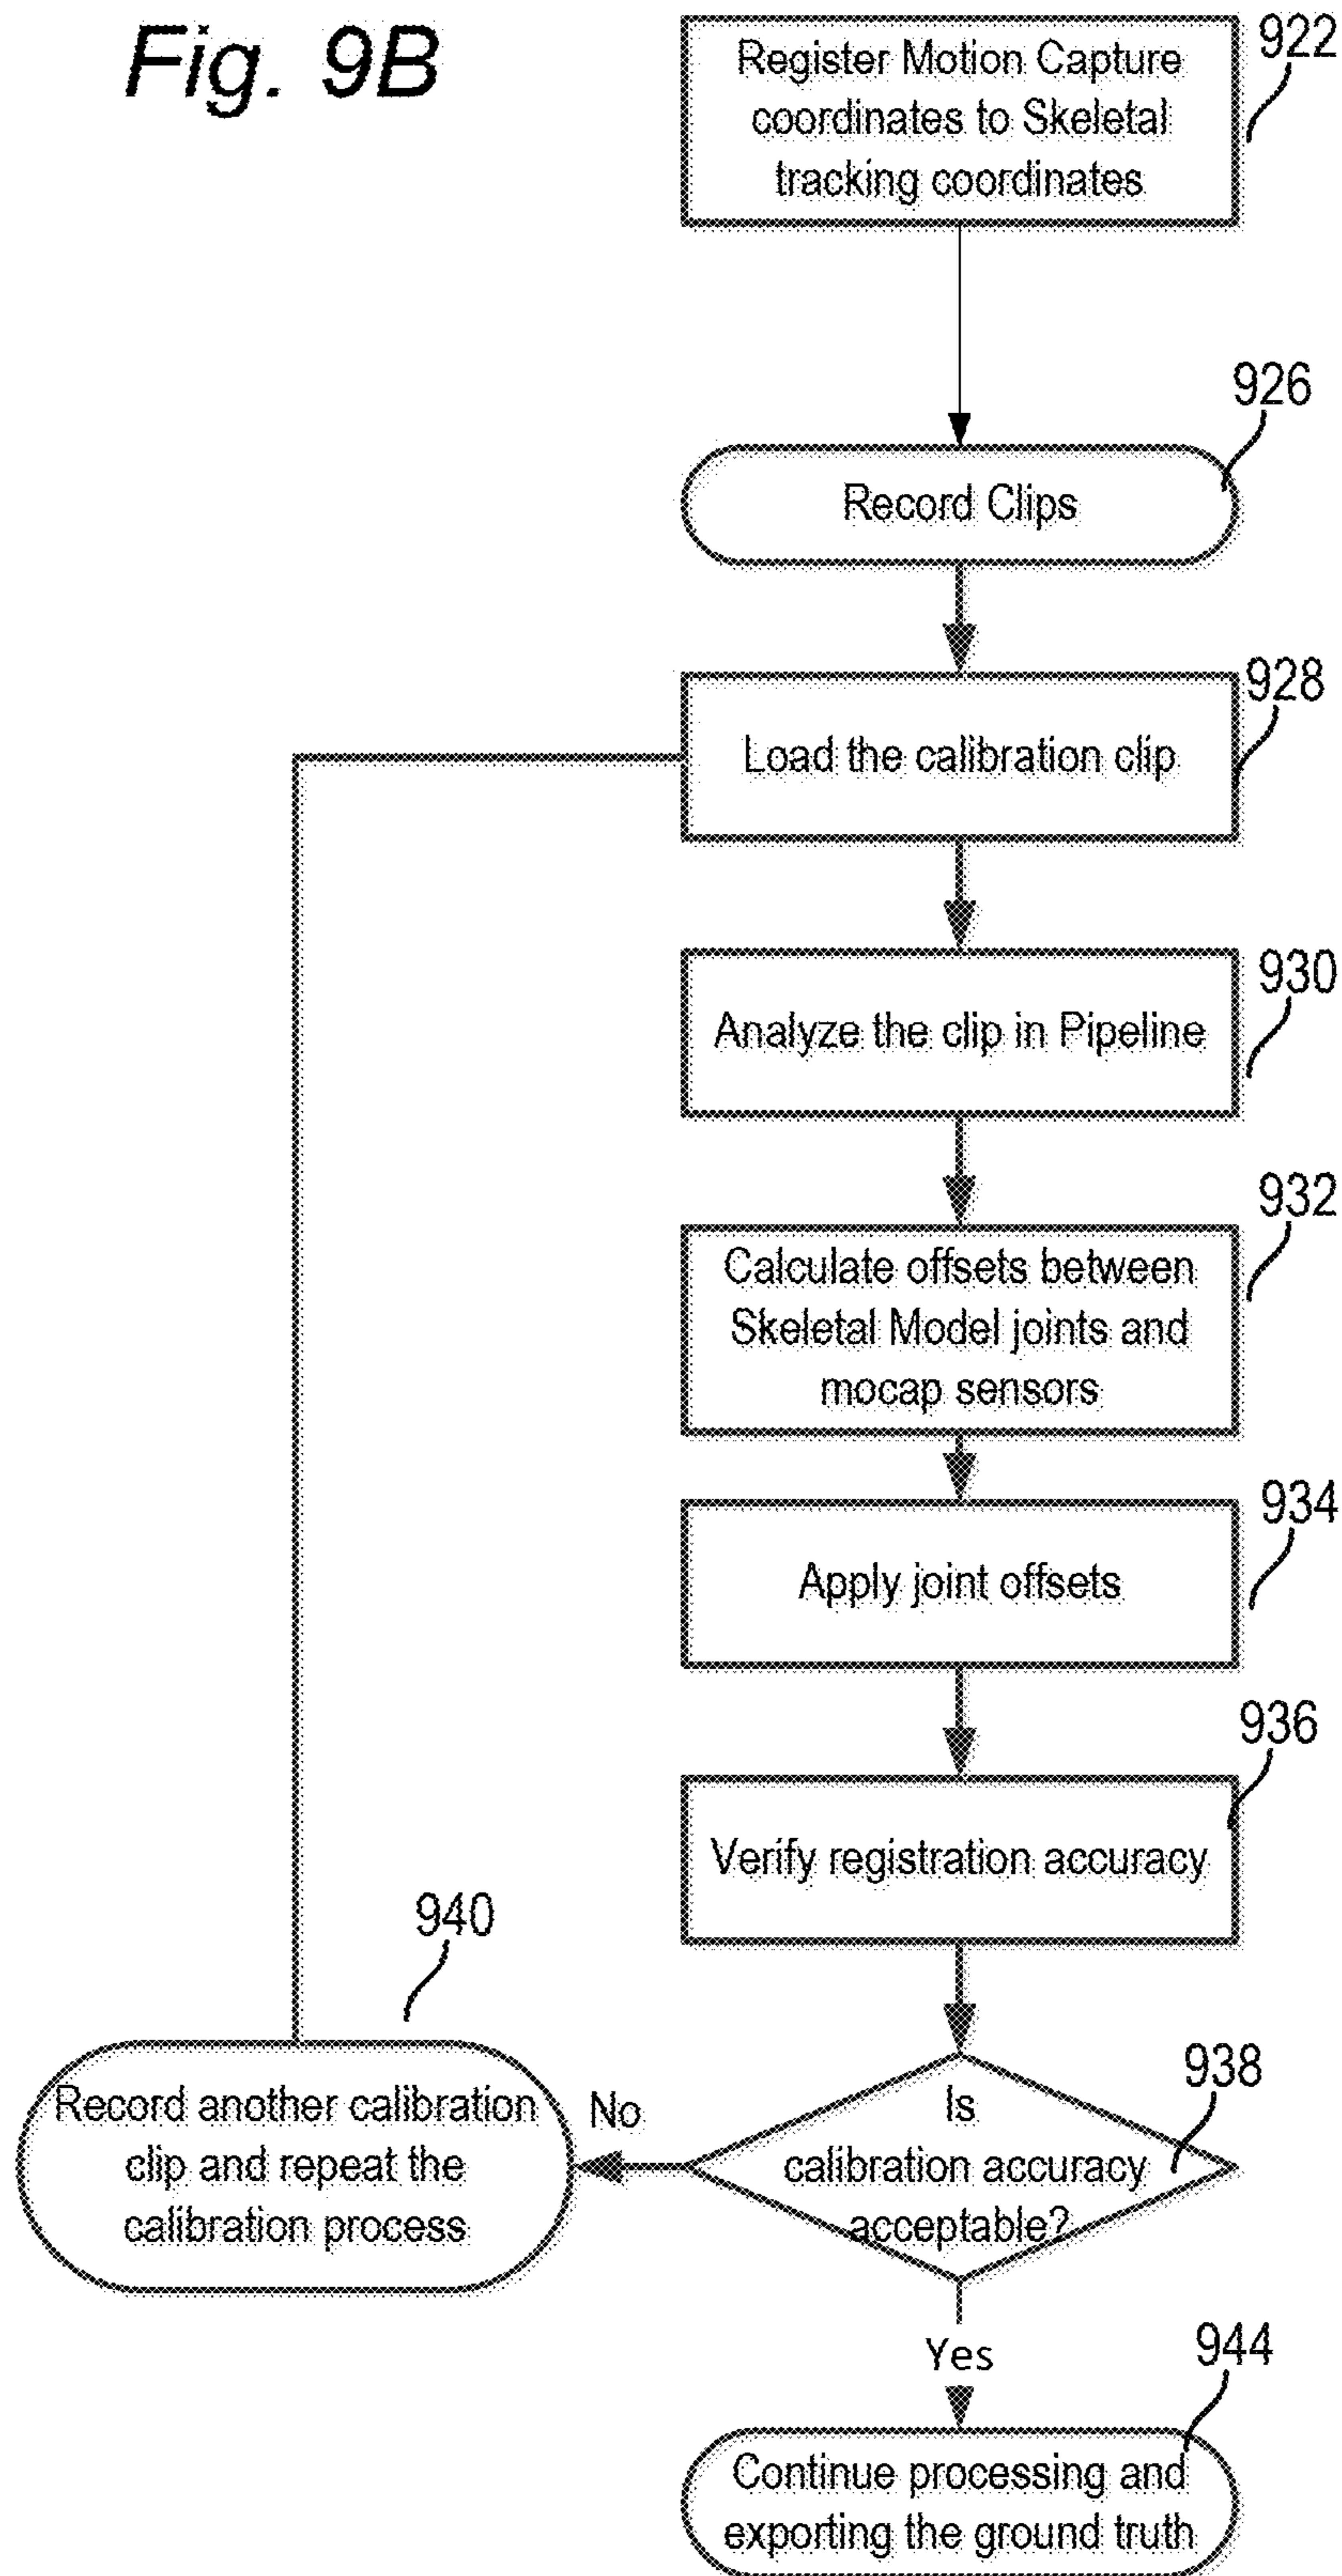 Fig. 9B
922
Register Motion Capture
coordinates to Skeletal
tracking coordinates
926
Record Clips
928
Load the calibration clip
930
Analyze the clip in Pipeline
932
Calculate offsets between
Skeletal Model joints and
mocap sensors
934
Apply joint offsets
936
Verify registration accuracy
940
Record another calibration
clip and repeat the
calibration process
No
938
Is
calibration accuracy
acceptable?
Yes
944
Continue processing and
exporting the ground truth